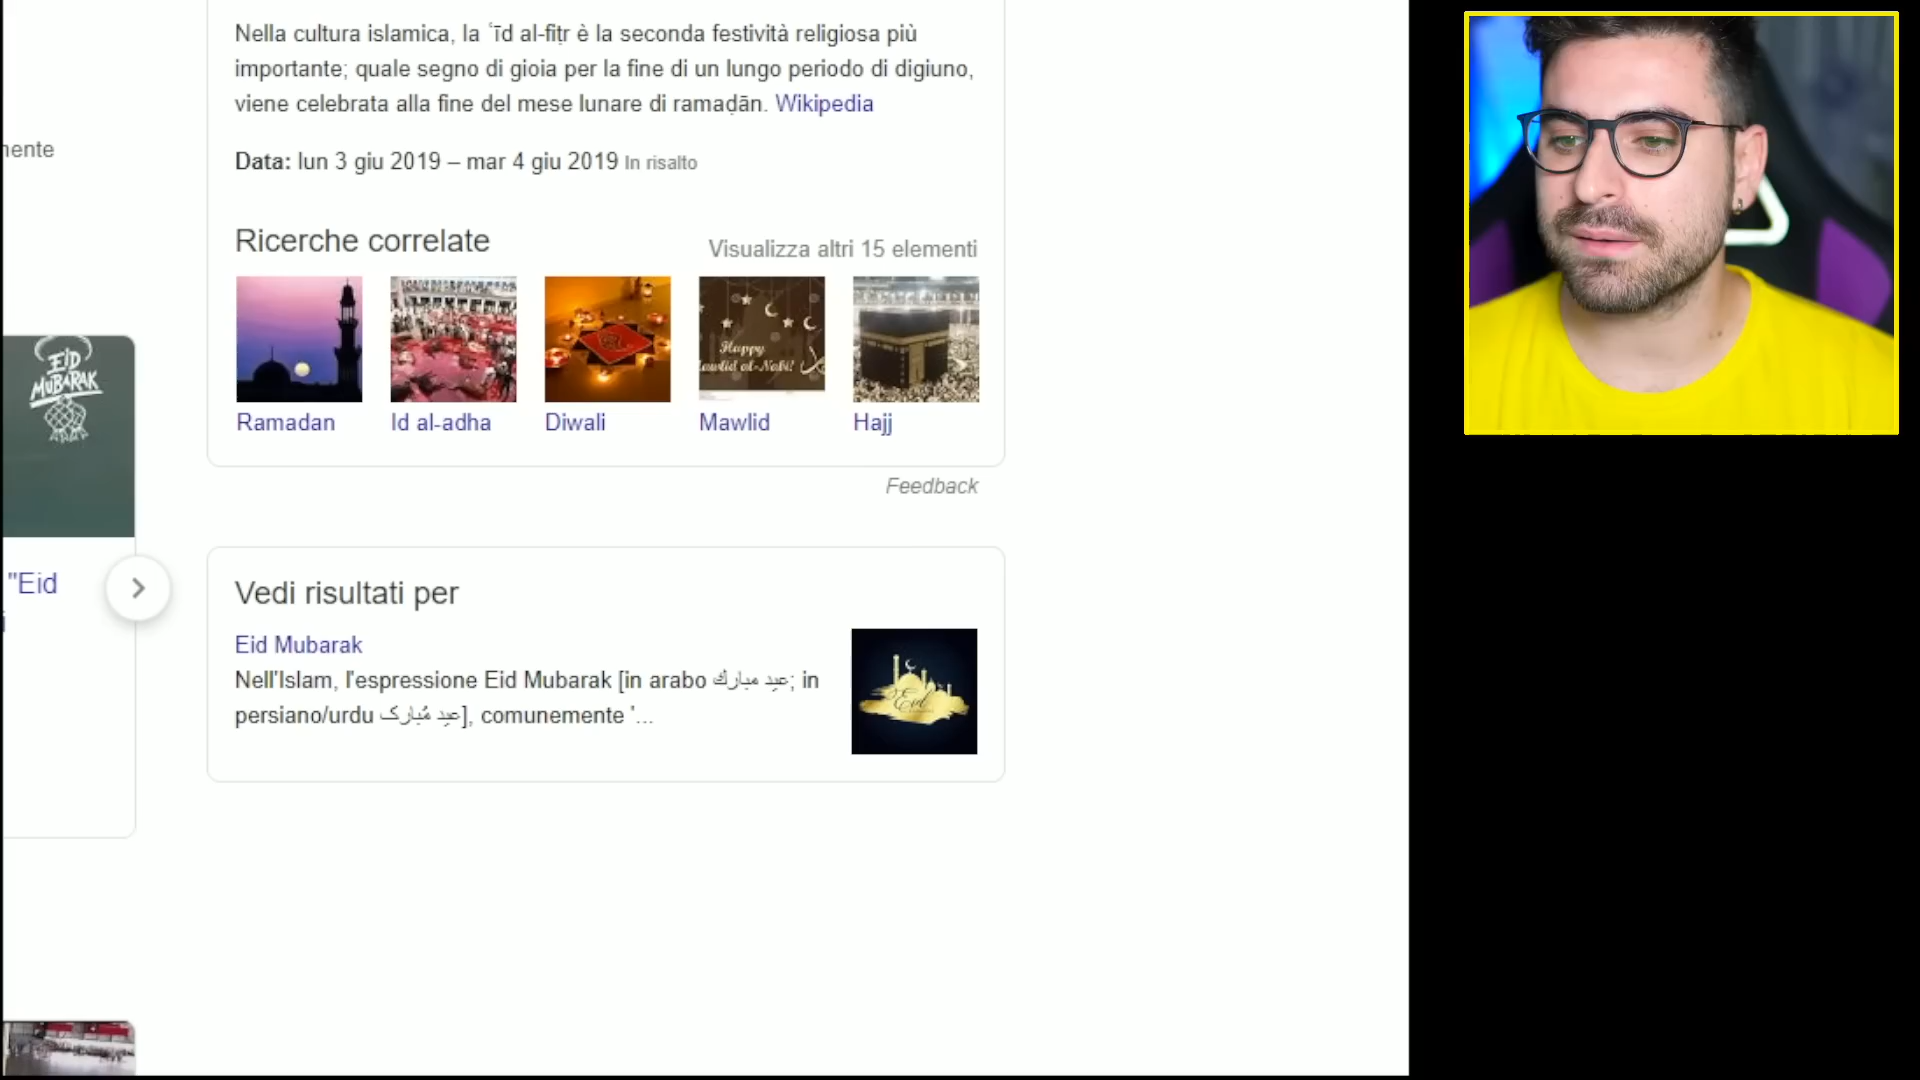 Nella cultura islamica, la ʿīd al-fiṭr è la seconda festività religiosa più
importante; quale segno di gioia per la fine di un lungo periodo di digiuno,
viene celebrata alla fine del mese lunare di ramaḍān. Wikipedia
Data: lun 3 giu 2019 – mar 4 giu 2019 In risalto
Ricerche correlate
Visualizza altri 15 elementi
Happy
Ramadan
Id al-adha
Diwali
Mawlid
Hajj
Feedback
EID
MUBARAK
"Eid
Vedi risultati per
Eid Mubarak
Nell'Islam, l'espressione Eid Mubarak [in arabo عيد مبارك; in
persiano/urdu عید مُبارک], comunemente '...
Eid